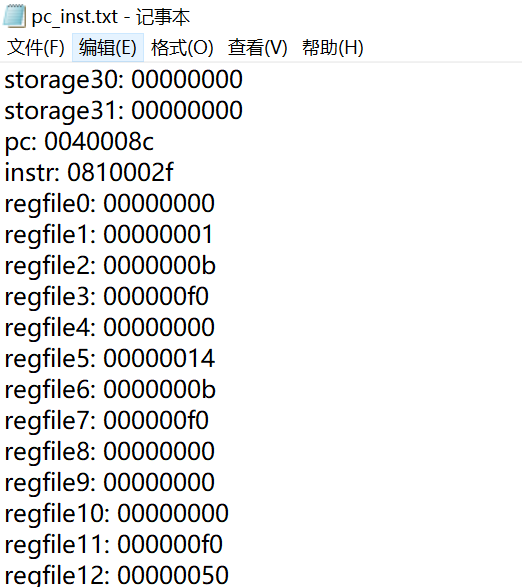 pc_inst.txt - 记事本
文件(F) 编辑(E) 格式(O) 查看(V) 帮助(H)
storage30: 00000000
storage31: 00000000
pc: 0040008c
instr: 0810002f
regfile0: 00000000
regfile1: 00000001
regfile2: 0000000b
regfile3: 000000f0
regfile4: 00000000
regfile5: 00000014
regfile6: 0000000b
regfile7: 000000f0
regfile8: 00000000
regfile9: 00000000
regfile10: 00000000
regfile11: 000000f0
regfile12: 00000050